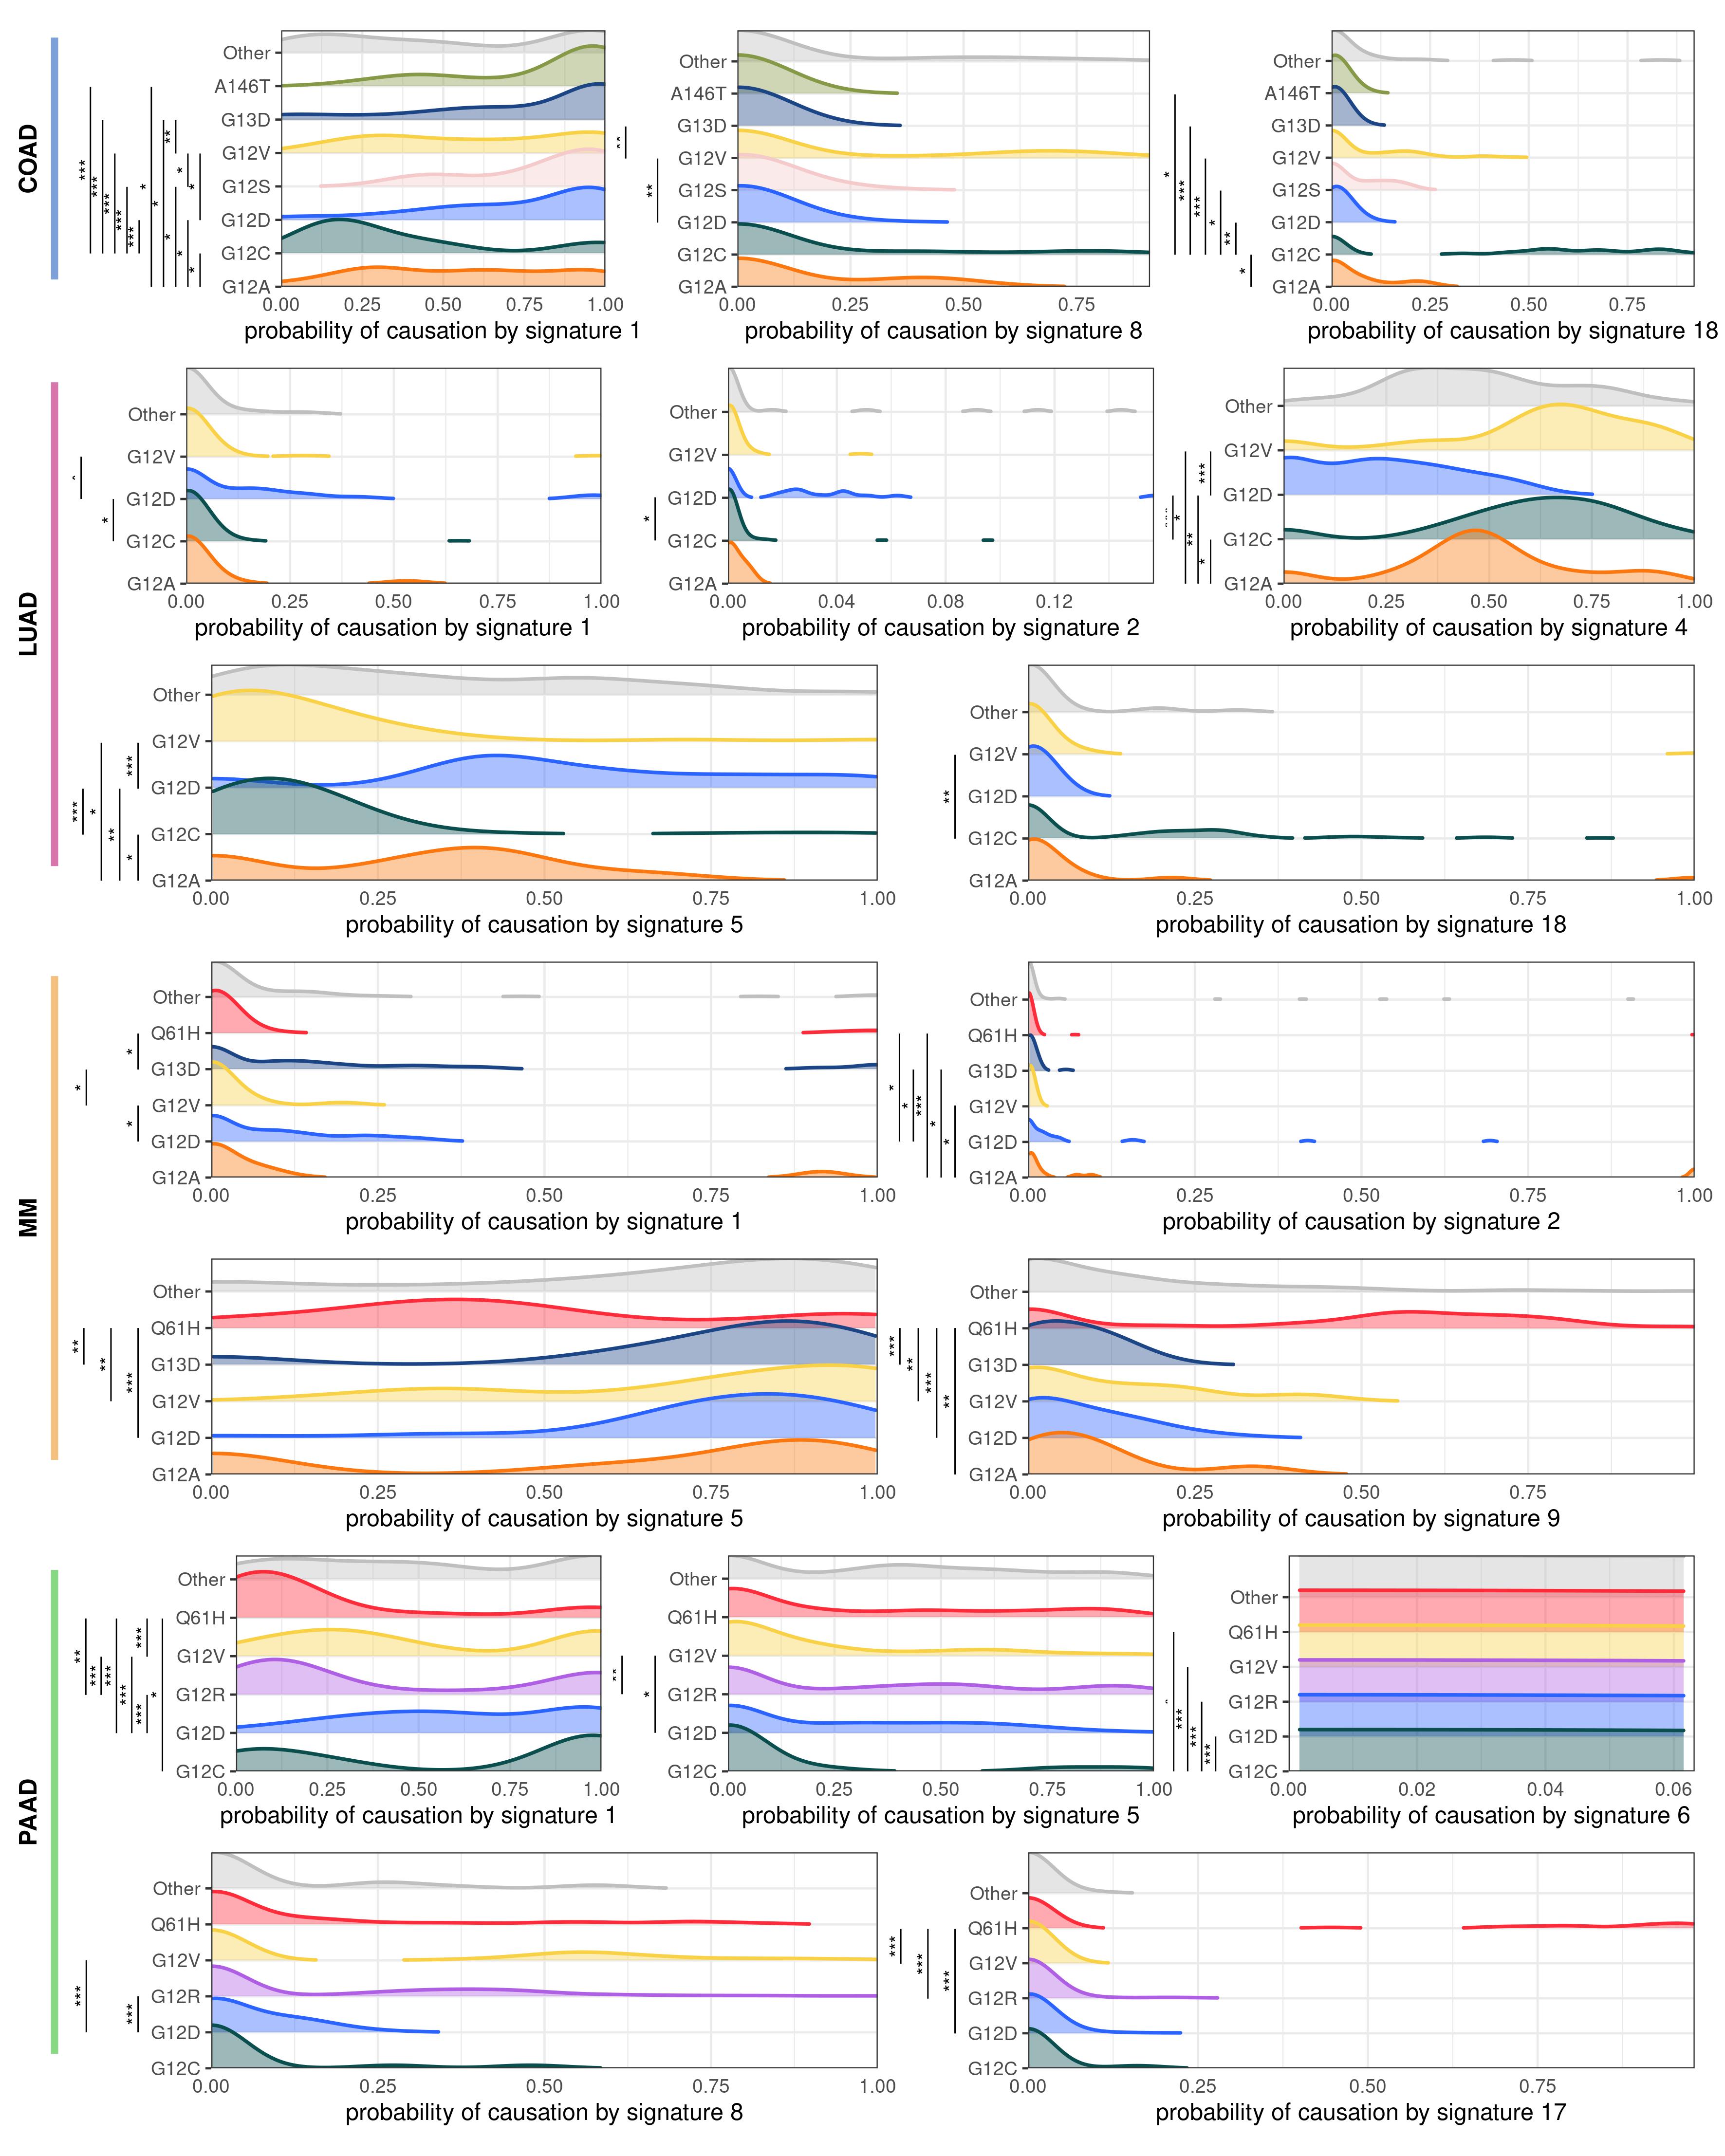 COAD
Other
A146T
G13D
G12V
G12S
G12D
G12C
G12A
0.00 0.25 0.50 0.75 1.00
probability of causation by signature 1
Other
A146T
G13D
G12V
G12S
G12D
G12C
G12A
0.00 0.25 0.50 0.75
probability of causation by signature 8
Other
A146T
G13D
G12V
G12S
G12D
G12C
G12A
0.00 0.25 0.50 0.75
probability of causation by signature 18
LUAD
Other
G12V
G12D
G12C
G12A
0.00 0.25 0.50 0.75 1.00
probability of causation by signature 1
Other
G12V
G12D
G12C
G12A
0.00 0.04 0.08 0.12
probability of causation by signature 2
Other
G12V
G12D
G12C
G12A
0.00 0.25 0.50 0.75 1.00
probability of causation by signature 4
Other
G12V
G12D
G12C
G12A
0.00 0.25 0.50 0.75 1.00
probability of causation by signature 5
Other
G12V
G12D
G12C
G12A
0.00 0.25 0.50 0.75 1.00
probability of causation by signature 18
MM
Other
Q61H
G13D
G12V
G12D
G12A
0.00 0.25 0.50 0.75 1.00
probability of causation by signature 1
Other
Q61H
G13D
G12V
G12D
G12A
0.00 0.25 0.50 0.75 1.00
probability of causation by signature 2
Other
Q61H
G13D
G12V
G12D
G12A
0.00 0.25 0.50 0.75 1.00
probability of causation by signature 5
Other
Q61H
G13D
G12V
G12D
G12A
0.00 0.25 0.50 0.75
probability of causation by signature 9
PAAD
Other
Q61H
G12V
G12R
G12D
G12C
0.00 0.25 0.50 0.75 1.00
probability of causation by signature 1
Other
Q61H
G12V
G12R
G12D
G12C
0.00 0.25 0.50 0.75 1.00
probability of causation by signature 5
Other
Q61H
G12V
G12R
G12D
G12C
0.00 0.02 0.04 0.06
probability of causation by signature 6
Other
Q61H
G12V
G12R
G12D
G12C
0.00 0.25 0.50 0.75 1.00
probability of causation by signature 8
Other
Q61H
G12V
G12R
G12D
G12C
0.00 0.25 0.50 0.75
probability of causation by signature 17